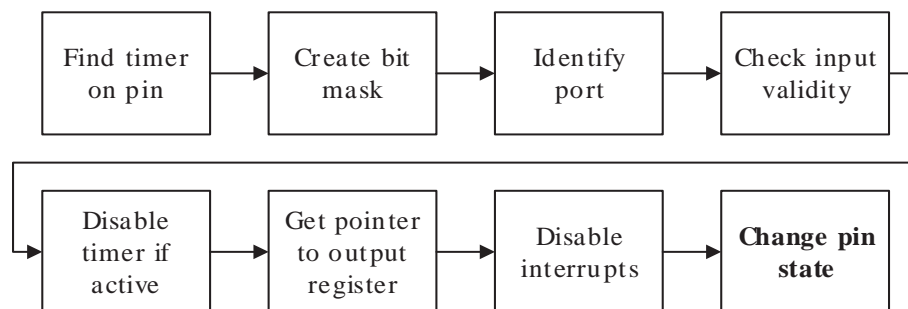 Find timer
on pin
Create bit
mask
Identify
port
Check input
validity
Disable
timer if
active
Get pointer
to output
register
Disable
interrupts
Change pin
state